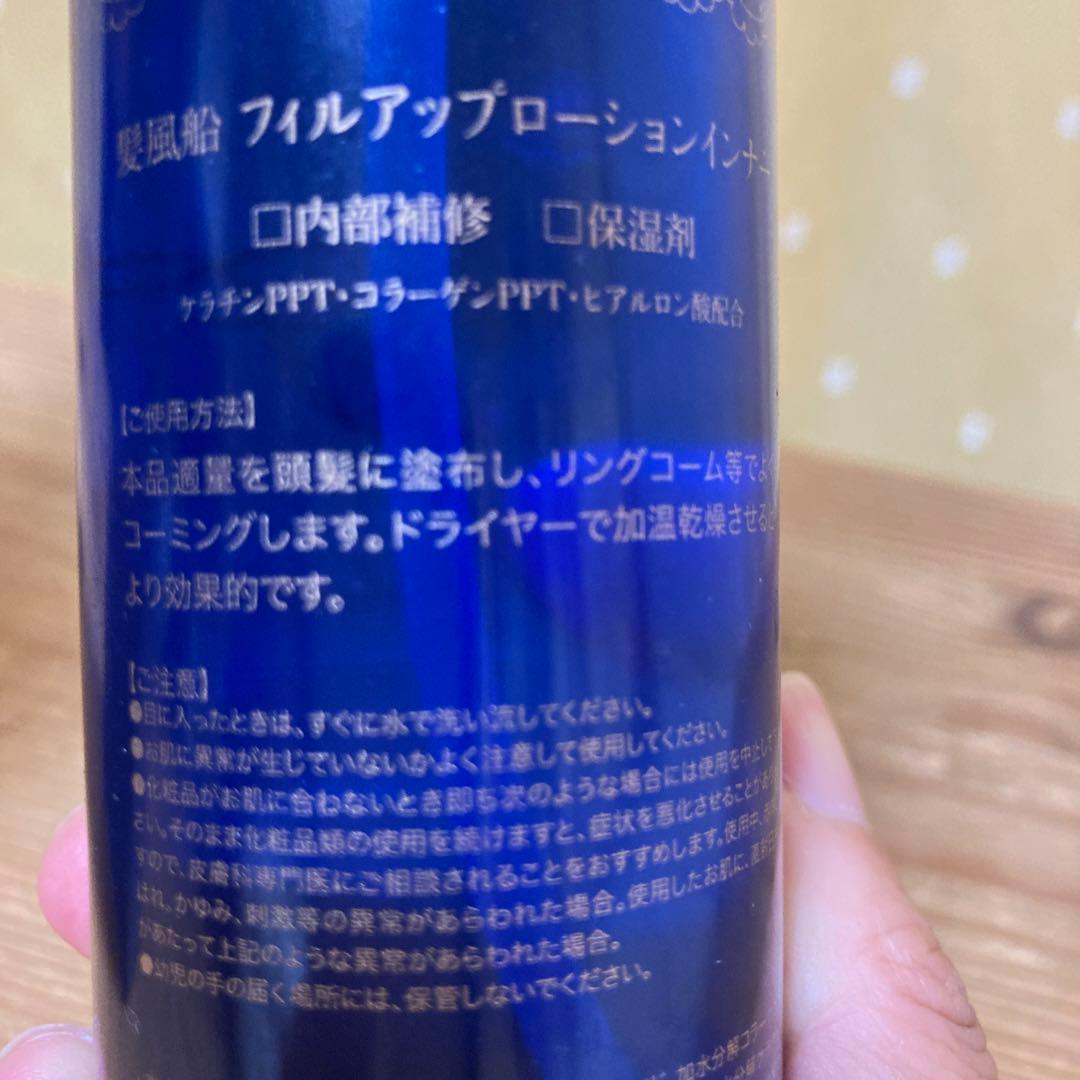 髪風船 フィルアップローションインナー
□内部補修 □保湿剤
ケラチンPPT・コラーゲンPPT・ヒアルロン酸配合
【ご使用方法】
本品適量を頭髪に塗布し、リングコーム等でよく
コーミングします。ドライヤーで加温乾燥させると
より効果的です。
【ご注意】
●目に入ったときは、すぐに水で洗い流してください。
●お肌に異常が生じていないかよく注意して使用してください。
●化粧品がお肌に合わないとき即ち次のような場合には使用を中止して
さい。そのまま化粧品類の使用を続けますと、症状を悪化させることがあり
すので、皮膚科専門医にご相談されることをおすすめします。使用中、
はれ、かゆみ、刺激等の異常があらわれた場合。使用したお肌に、直射
があたって上記のような異常があらわれた場合。
●幼児の手の届く場所には、保管しないでください。
加水分解コラー